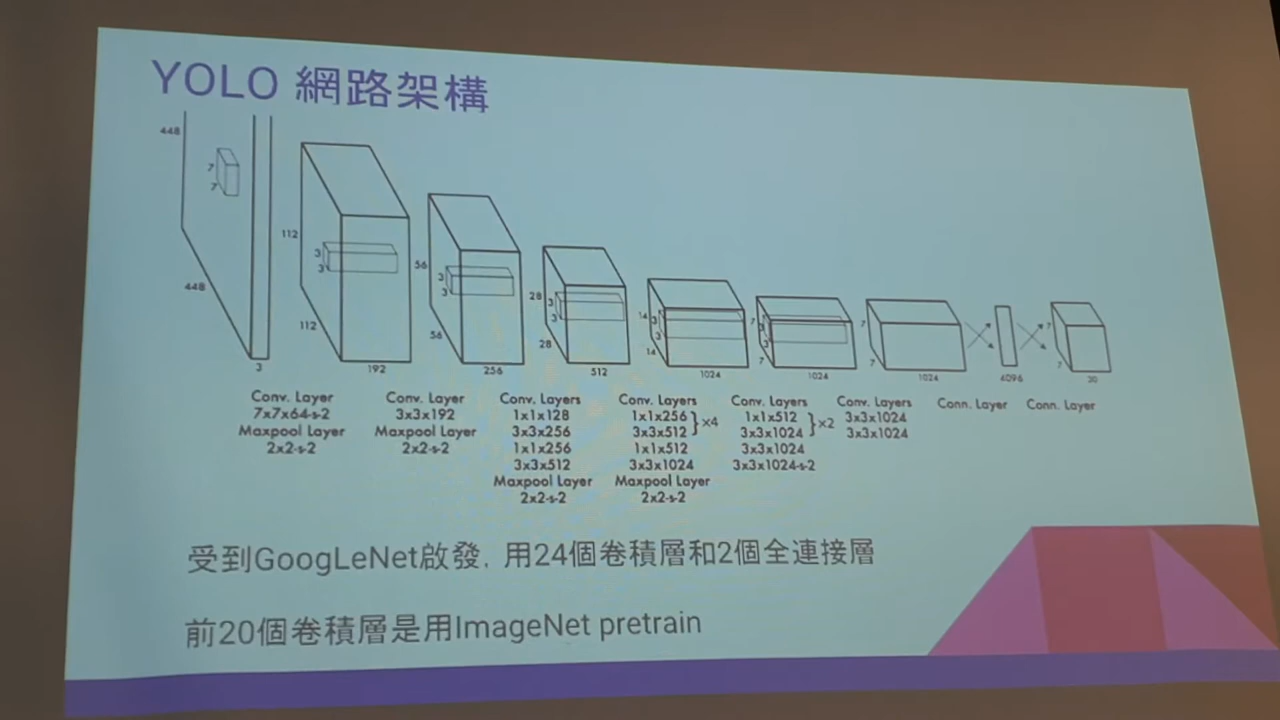 YOLO 網路架構
448
7
7
448
3
112
3
3
112
192
56
3
3
56
256
28
3
3
28
512
14
3
3
14
1024
7
3
3
7
1024
7
7
1024
4096
7
7
30
Conv. Layer
7x7x64-s-2
Maxpool Layer
2x2-s-2
Conv. Layer
3x3x192
Maxpool Layer
2x2-s-2
Conv. Layers
1x1x128
3x3x256
1x1x256
3x3x512
Maxpool Layer
2x2-s-2
Conv. Layers
1x1x256
3x3x512
}x4
1x1x512
3x3x1024
Maxpool Layer
2x2-s-2
Conv. Layers
1x1x512
3x3x1024
}x2
3x3x1024
3x3x1024-s-2
Conv. Layers
3x3x1024
3x3x1024
Conn. Layer
Conn. Layer
受到GoogLeNet啟發, 用24個卷積層和2個全連接層
前20個卷積層是用ImageNet pretrain